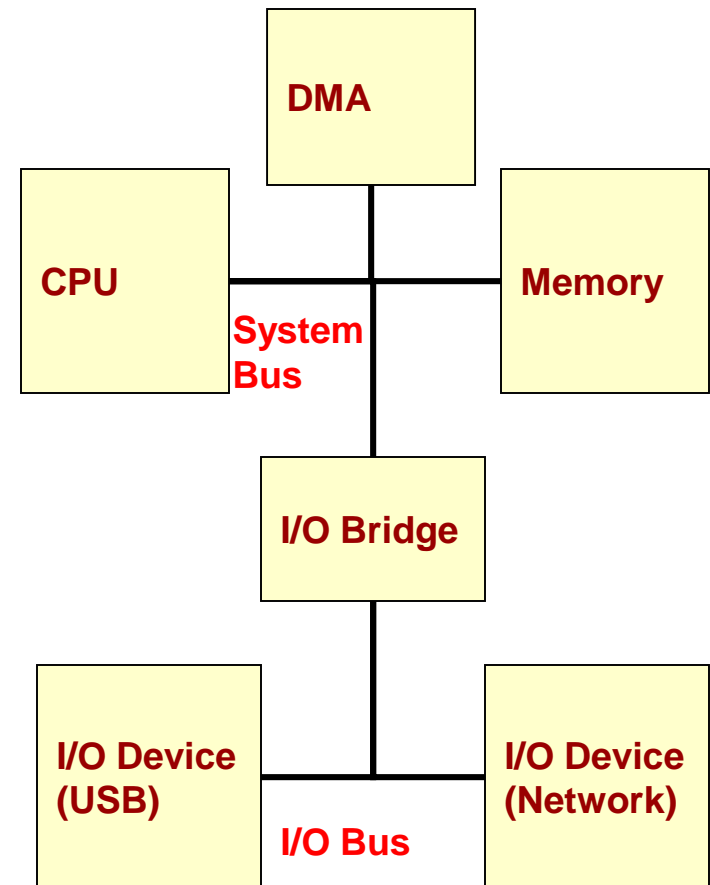 DMA
CPU
Memory
System
Bus
I/O Bridge
I/O Device
(USB)
I/O Device
(Network)
I/O Bus